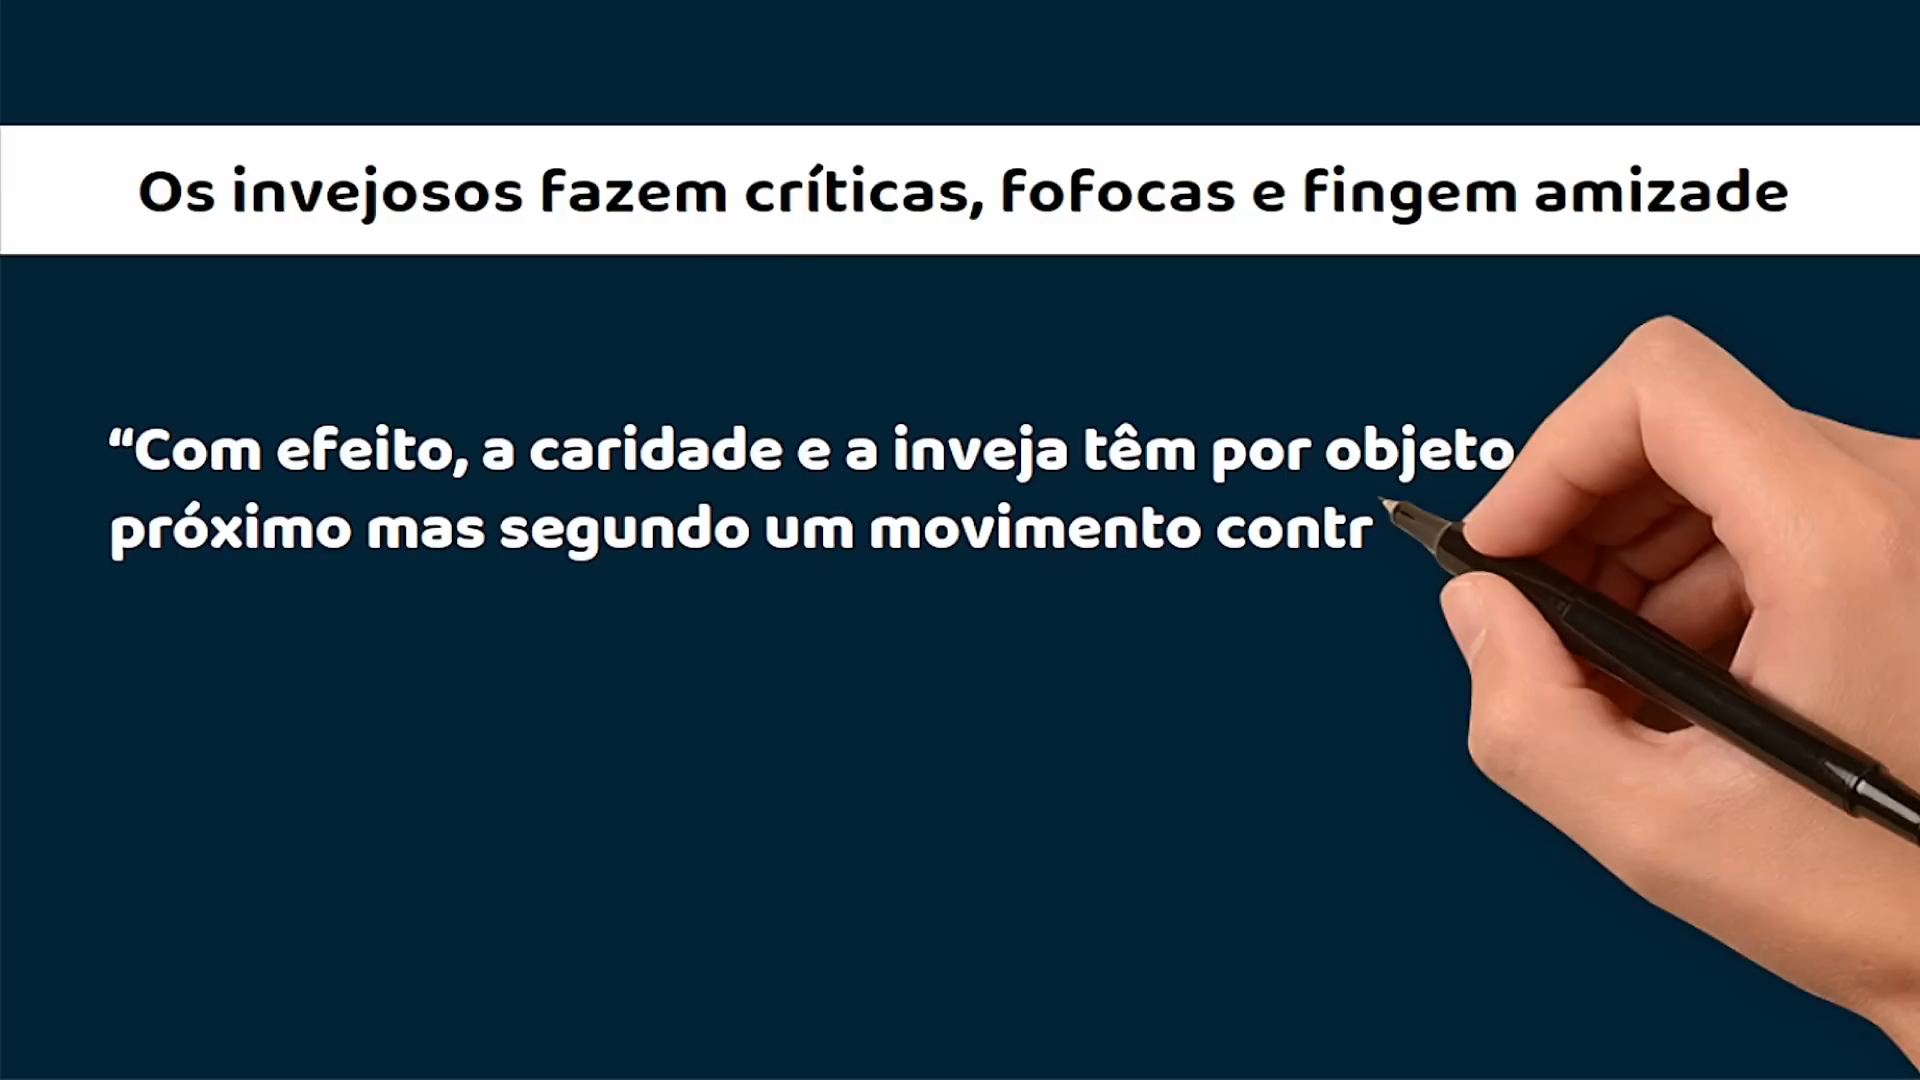 Os invejosos fazem críticas, fofocas e fingem amizade
“Com efeito, a caridade e a inveja têm por objeto
próximo mas segundo um movimento contr